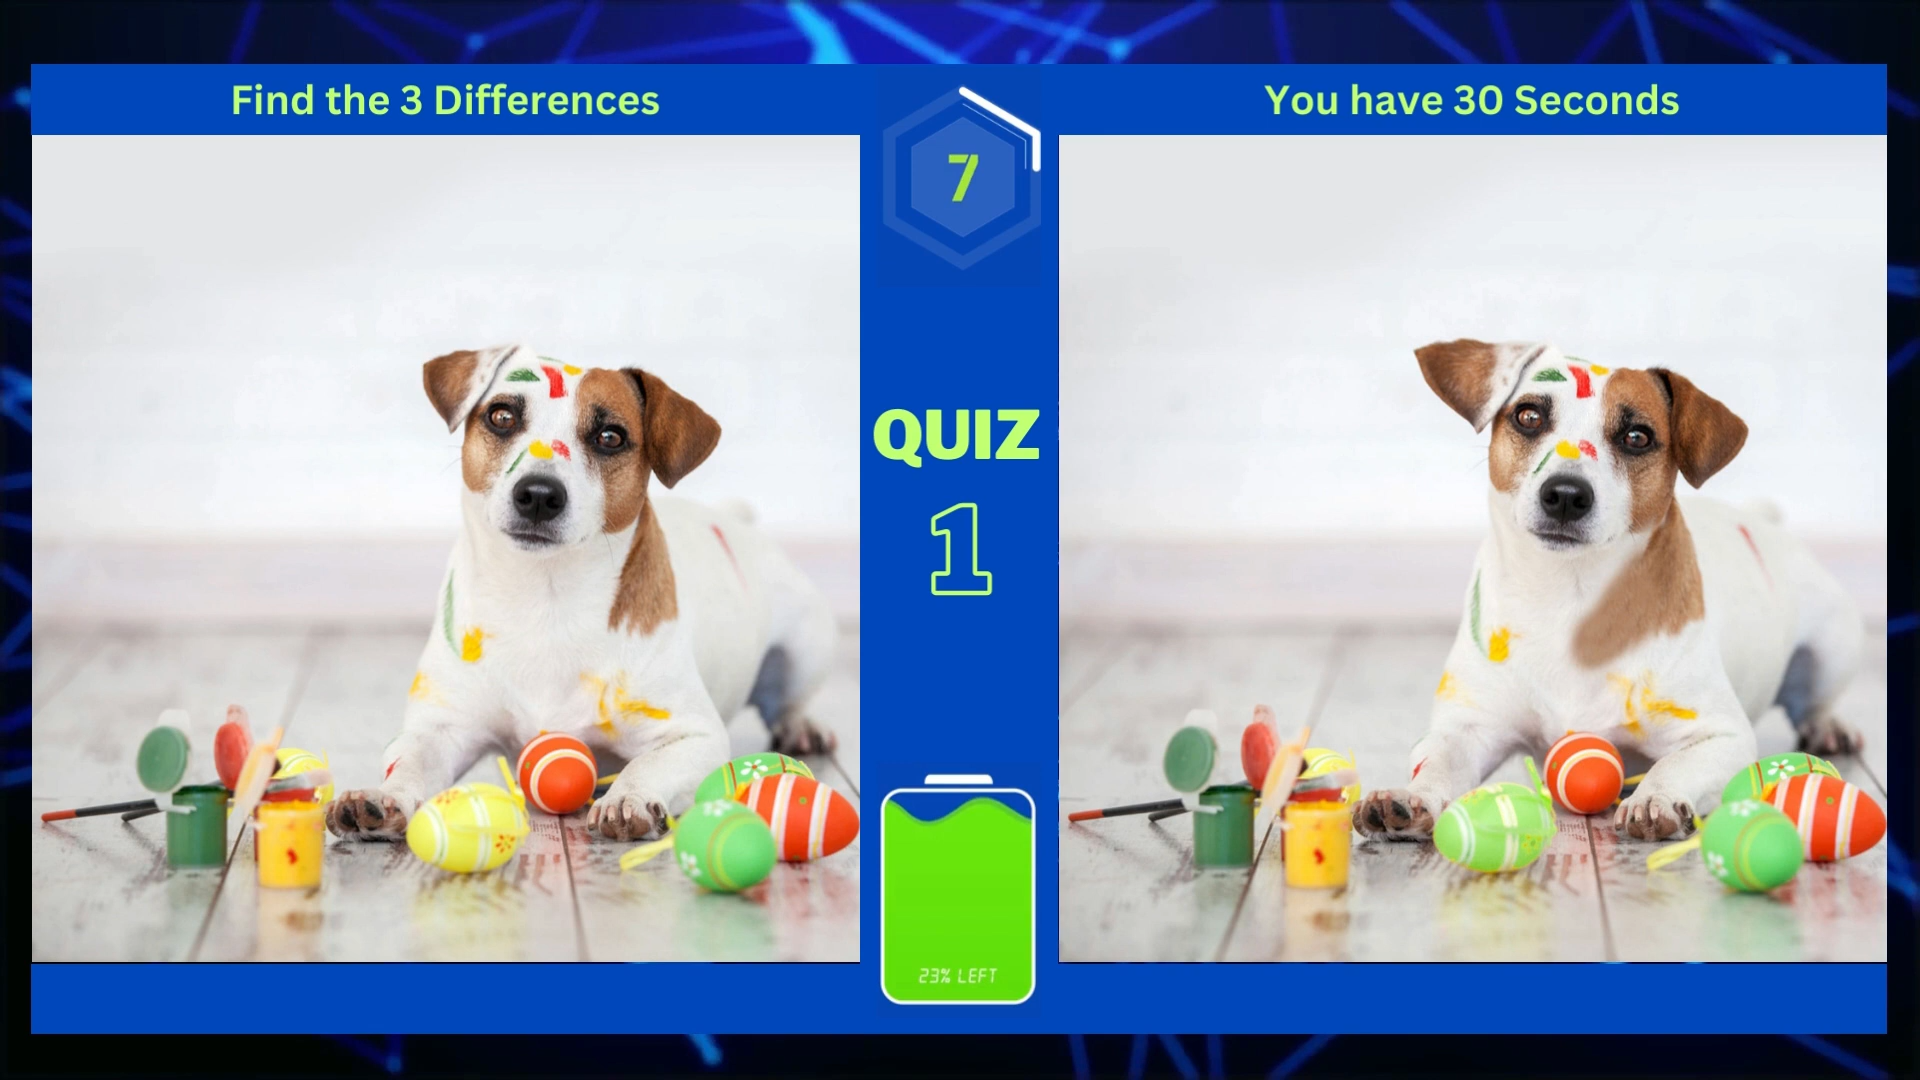 Find the 3 Differences
You have 30 Seconds
7
QUIZ
1
23% LEFT